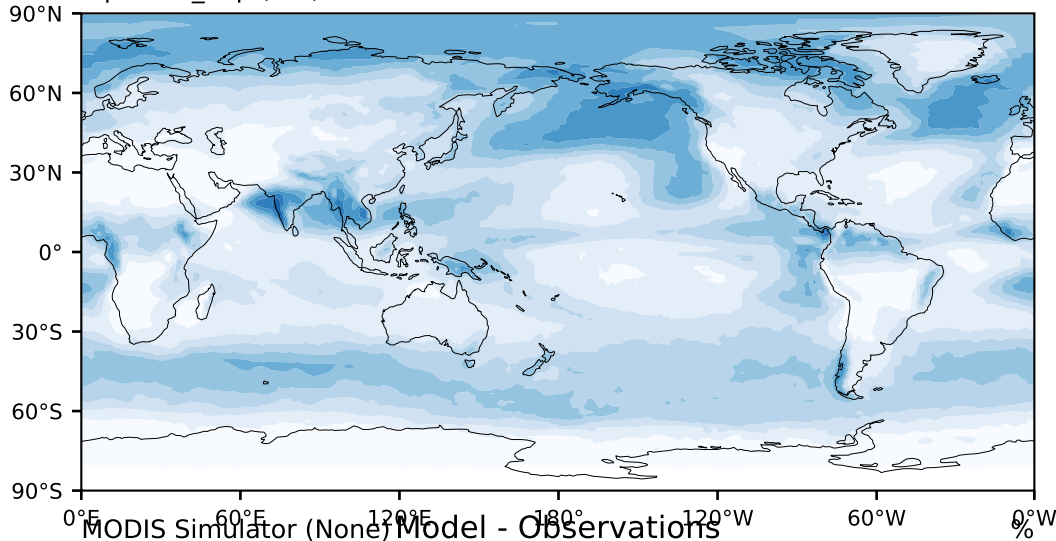 90°N
60°N
30°N
0°
30°S
60°S
90°S
0°E 60°E 120°E 180° 120°W 60°W 0°W
MODIS Simulator (None) Model - Observations %